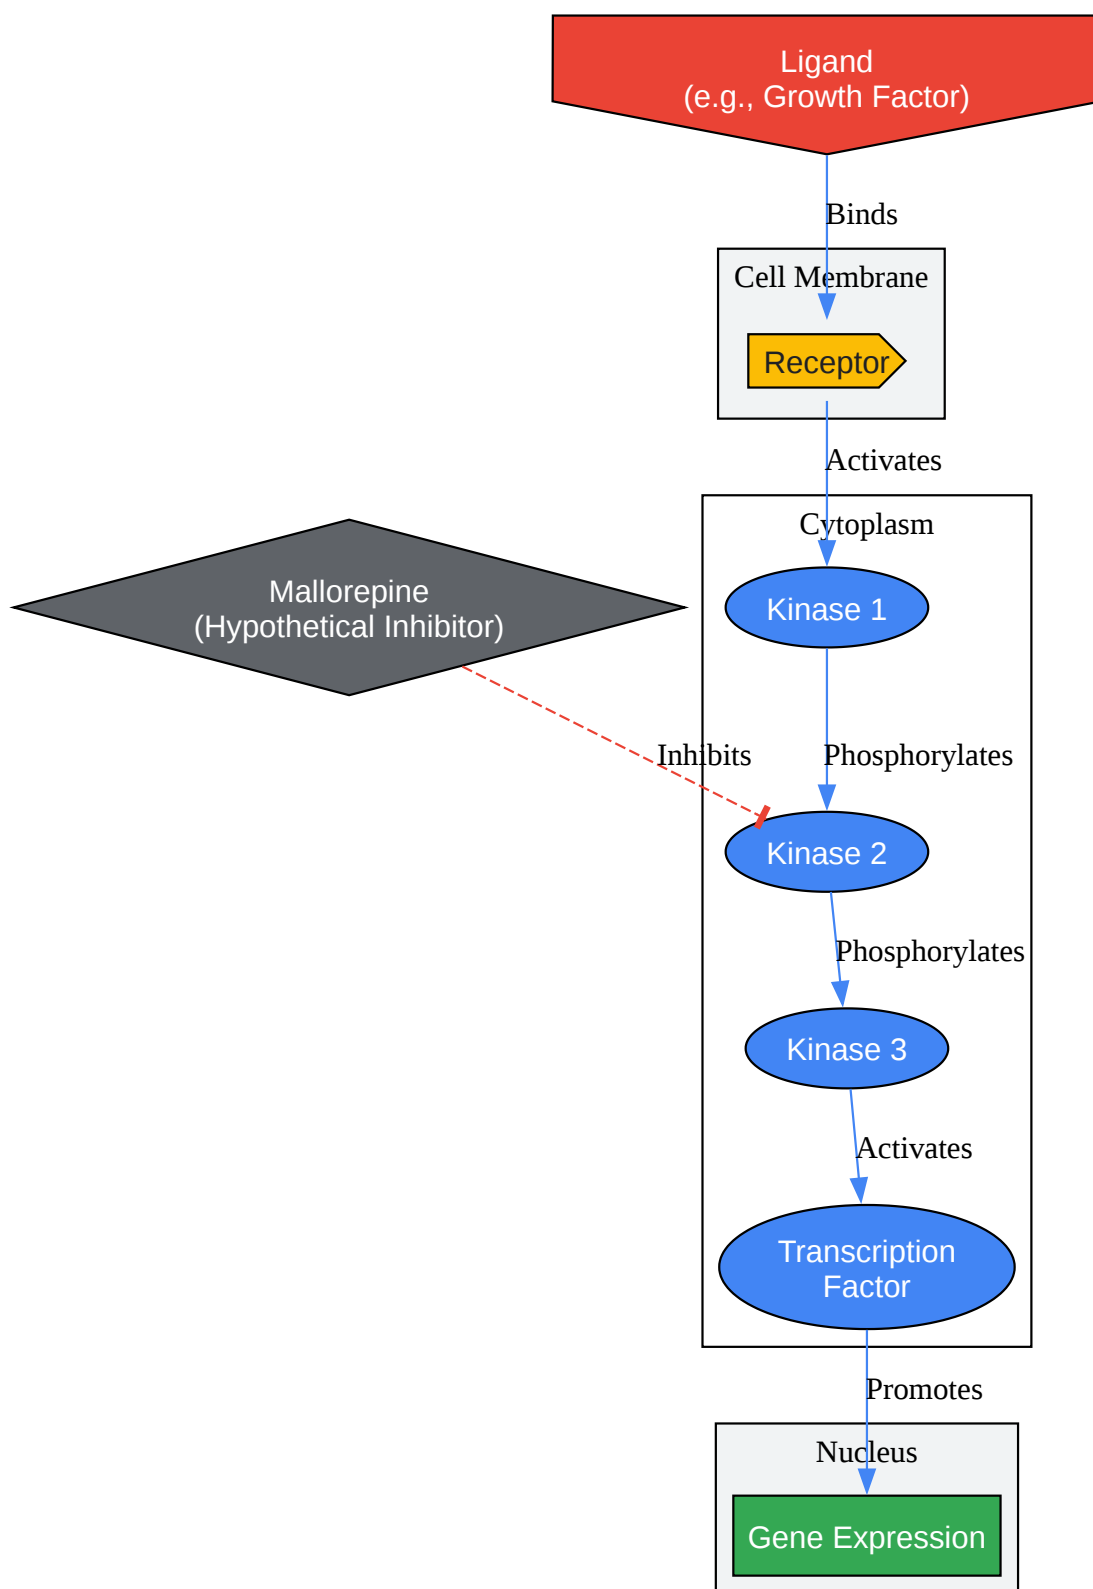 Ligand
(e.g., Growth Factor)
Binds
Cell Membrane
Receptor
Activates
Cytoplasm
Mallorepine
(Hypothetical Inhibitor)
Kinase 1
Inhibits
Phosphorylates
Kinase 2
Phosphorylates
Kinase 3
Activates
Transcription
Factor
Promotes
Nucleus
Gene Expression